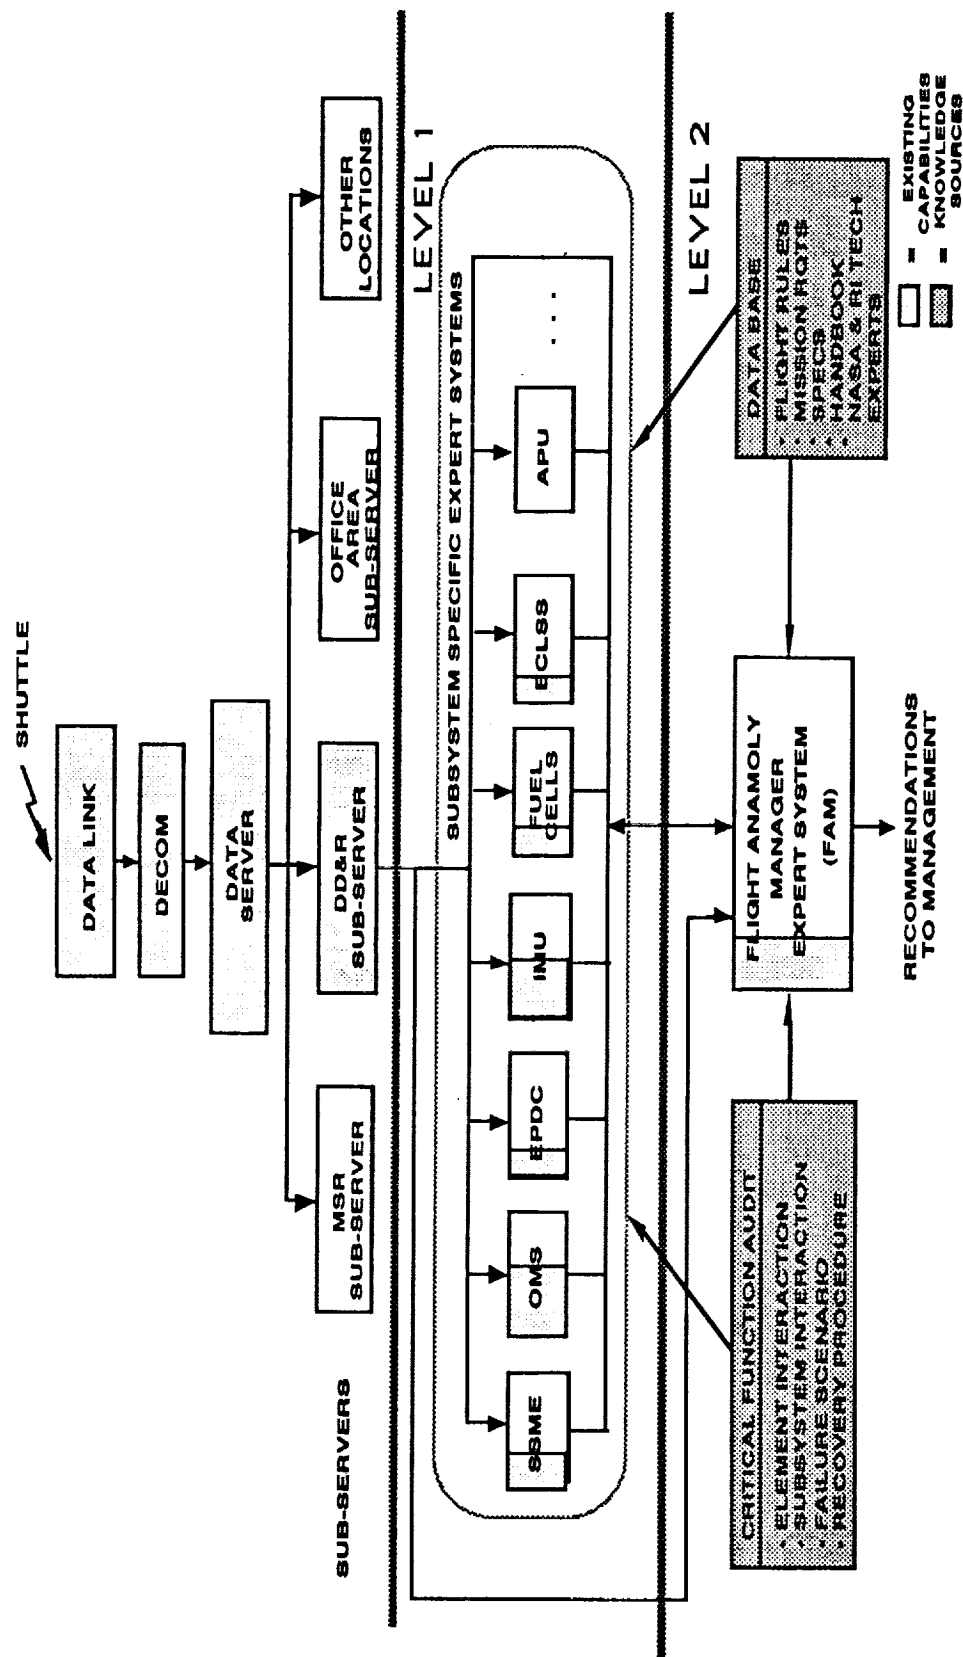 SHUTTLE
DATA LINK
DECOM
DATA
SERVER
SUB-SERVERS
MSR
SUB-SERVER
DD&R
SUB-SERVER
OFFICE
AREA
SUB-SERVER
OTHER
LOCATIONS
LEVEL 1
SUBSYSTEM SPECIFIC EXPERT SYSTEMS
SSME
OMS
EPDC
IMU
FUEL
CELLS
ECLSS
APU
. . .
LEVEL 2
CRITICAL FUNCTION AUDIT
• ELEMENT INTERACTION
• SUBSYSTEM INTERACTION
• FAILURE SCENARIO
• RECOVERY PROCEDURE
FLIGHT ANAMOLY
MANAGER
EXPERT SYSTEM
(FAM)
DATA BASE
• FLIGHT RULES
• MISSION RQTS
• SPECS
• HANDBOOK
• NASA & RI TECH
EXPERTS
RECOMMENDATIONS
TO MANAGEMENT
= EXISTING
CAPABILITIES
= KNOWLEDGE
SOURCES